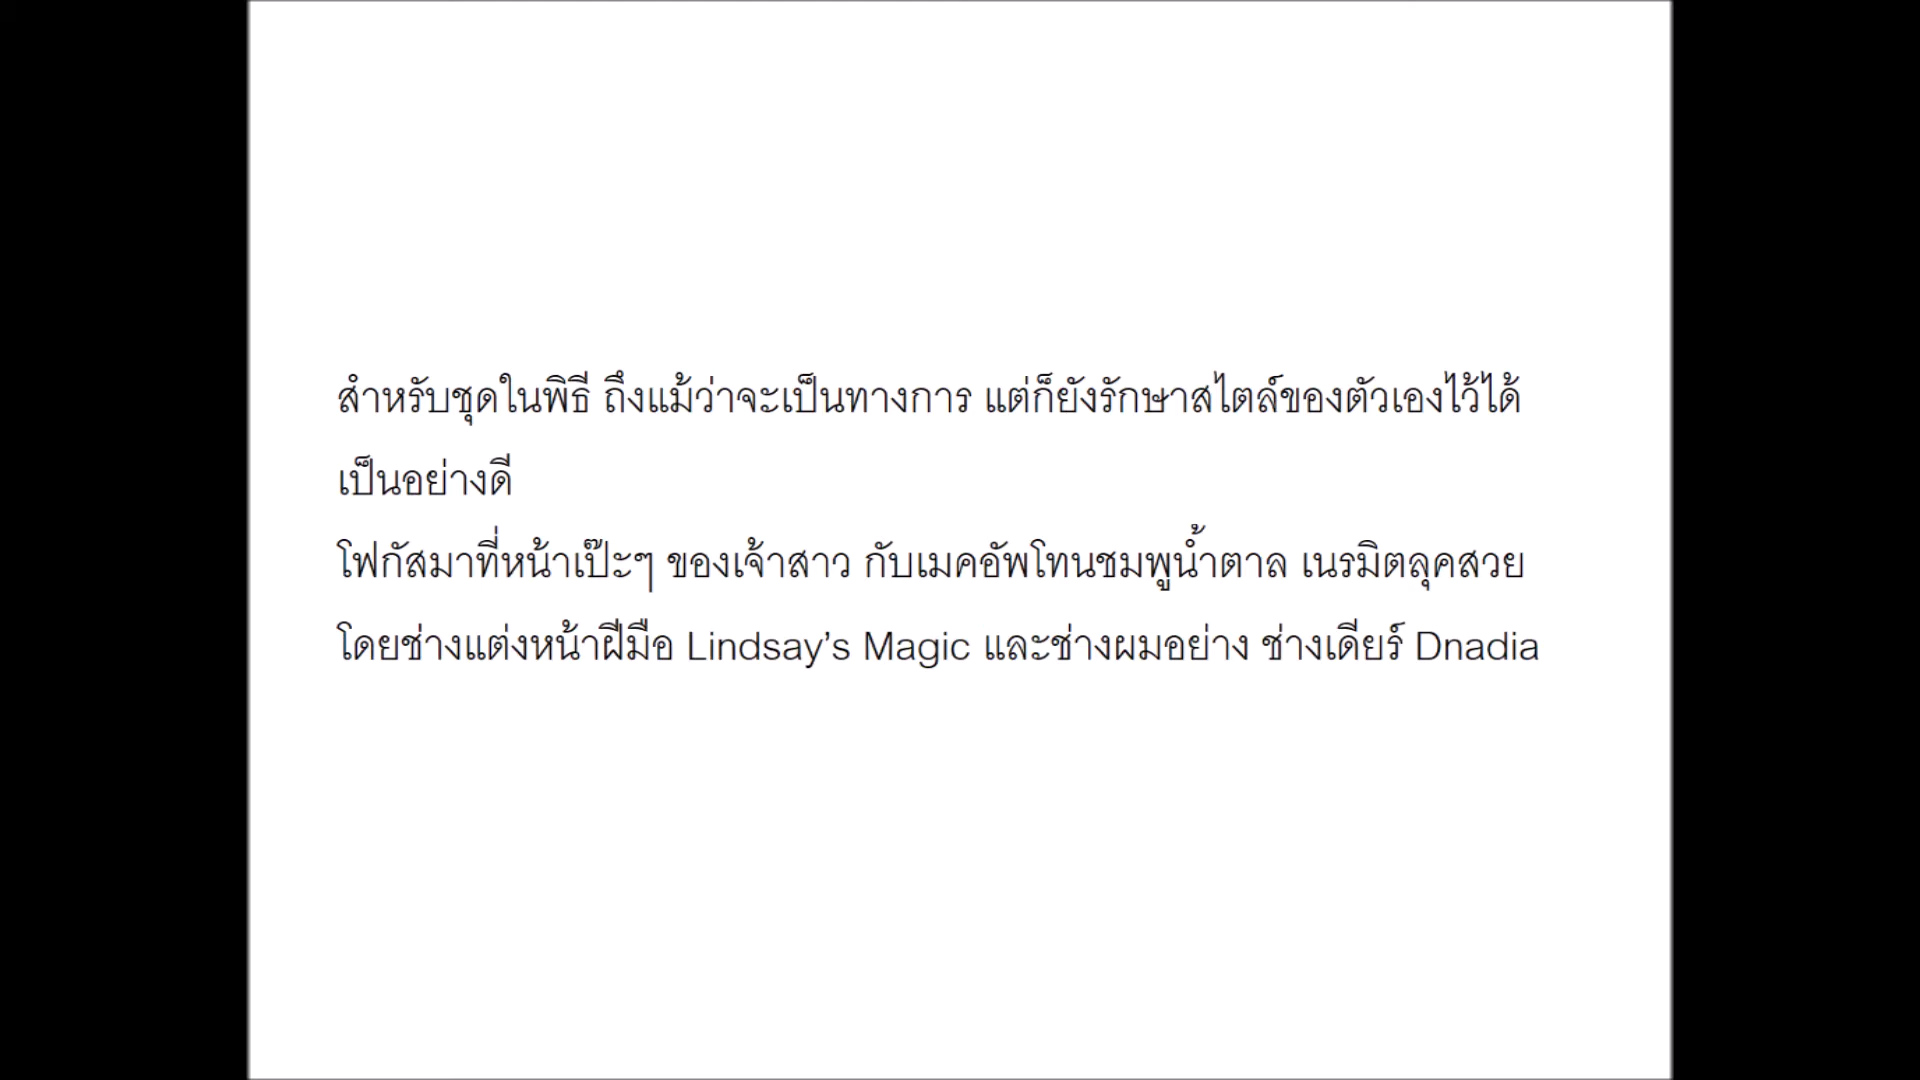 สำหรับชุดในพิธี ถึงแม้ว่าจะเป็นทางการ แต่ก็ยังรักษาสไตล์ของตัวเองไว้ได้
เป็นอย่างดี
โฟกัสมาที่หน้าเป๊ะๆ ของเจ้าสาว กับเมคอัพโทนชมพูน้ำตาล เนรมิตลุคสวย
โดยช่างแต่งหน้าฝีมือ Lindsay’s Magic และช่างผมอย่าง ช่างเดียร์ Dnadia